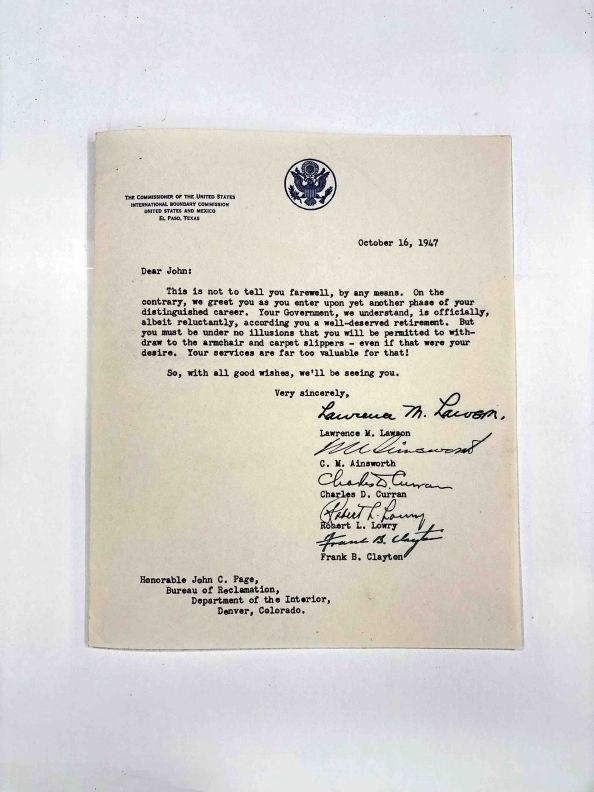 THE COMMISSIONER OF THE UNITED STATES
INTERNATIONAL BOUNDARY COMMISSION
UNITED STATES AND MEXICO
EL PASO, TEXAS
October 16, 1947
Dear John:
This is not to tell you farewell, by any means. On the
contrary, we greet you as you enter upon yet another phase of your
distinguished career. Your Government, we understand, is officially,
albeit reluctantly, according you a well-deserved retirement. But
you must be under no illusions that you will be permitted to with-
draw to the armchair and carpet slippers - even if that were your
desire. Your services are far too valuable for that!
So, with all good wishes, we'll be seeing you.
Very sincerely,
Lawrence M. Lawson.
Lawrence M. Lawson
C. M. Ainsworth
Charles D. Curran
Charles D. Curran
Robert L. Lowry
Robert L. Lowry
Frank B. Clayton
Frank B. Clayton
Honorable John C. Page,
Bureau of Reclamation,
Department of the Interior,
Denver, Colorado.